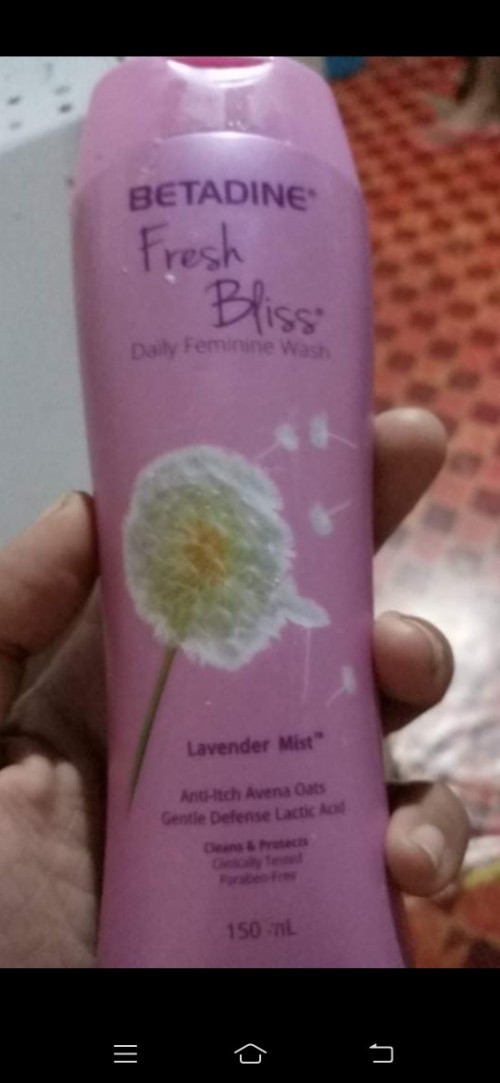 BETADINE®
Fresh
Bliss®
Daily Feminine Wash
Lavender Mist™
Anti-Itch Avena Oats
Gentle Defense Lactic Acid
Cleans & Protects
Clinically Tested
Paraben-Free
150 mL